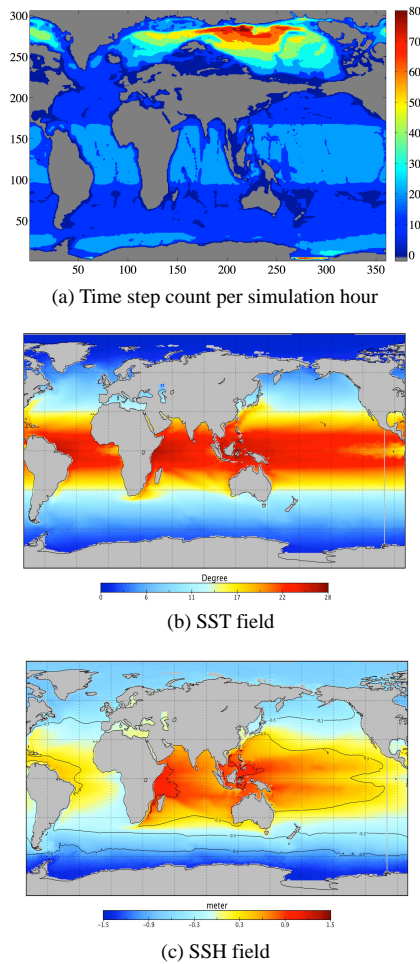 300
250
200
150
100
50
50 100 150 200 250 300 350
80
70
60
50
40
30
20
10
0
(a) Time step count per simulation hour
Degree
0 6 11 17 22 28
(b) SST field
meter
−1.5 −0.9 −0.3 0.3 0.9 1.5
(c) SSH field